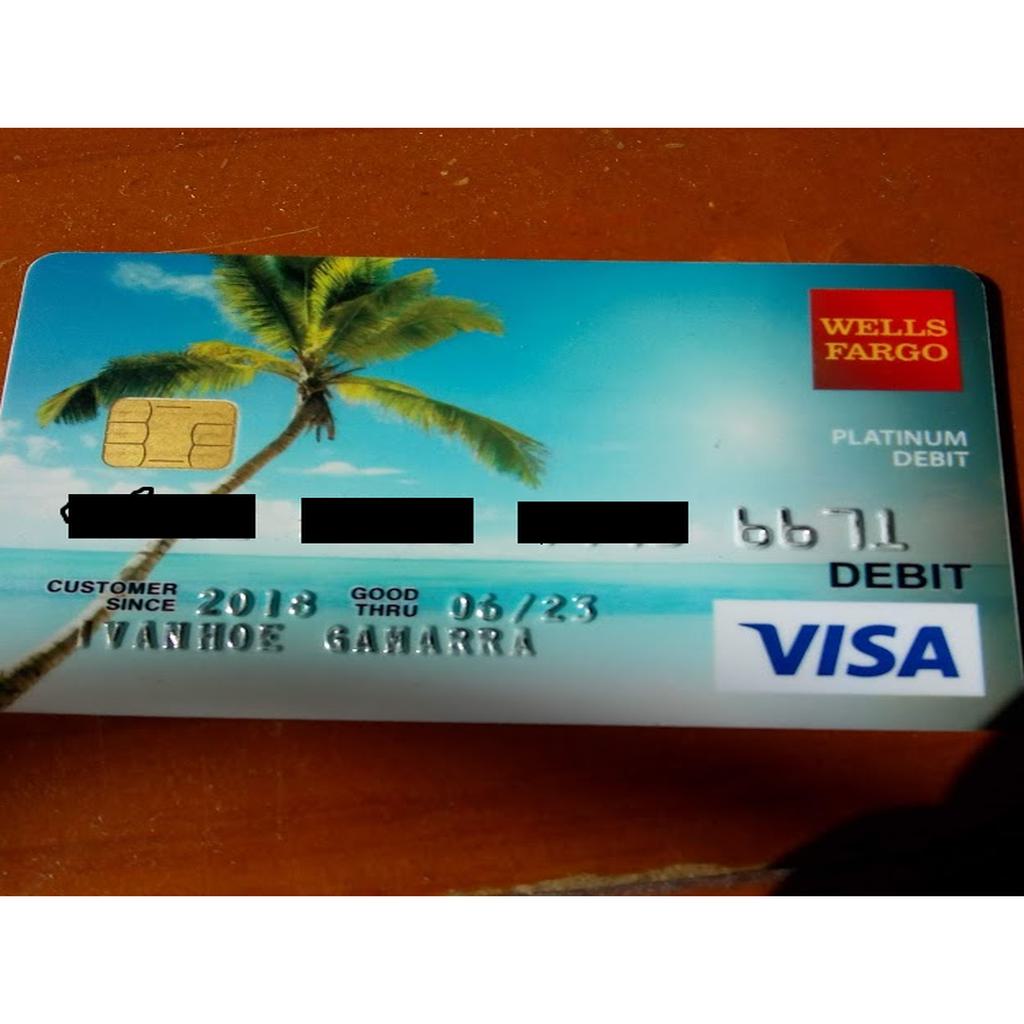 WELLS
FARGO
PLATINUM
DEBIT
6671
DEBIT
CUSTOMER SINCE 2018 GOOD THRU 06/23
IVANHOE GAMARRA
VISA